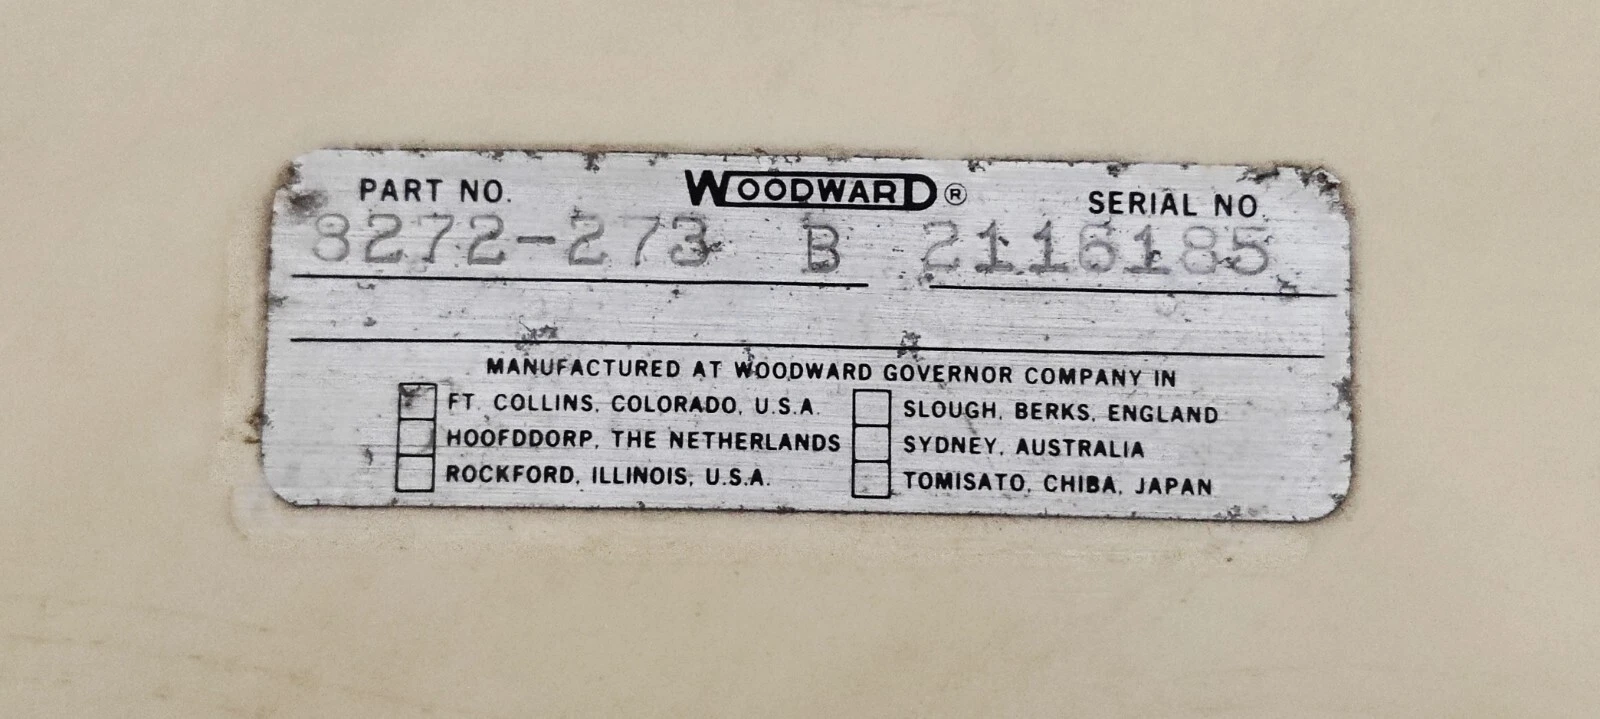 PART NO. WOODWARD® SERIAL NO.
8272-273 B 2116185
MANUFACTURED AT WOODWARD GOVERNOR COMPANY IN
FT. COLLINS, COLORADO, U.S.A. SLOUGH, BERKS, ENGLAND
HOOFDDORP, THE NETHERLANDS SYDNEY, AUSTRALIA
ROCKFORD, ILLINOIS, U.S.A. TOMISATO, CHIBA, JAPAN